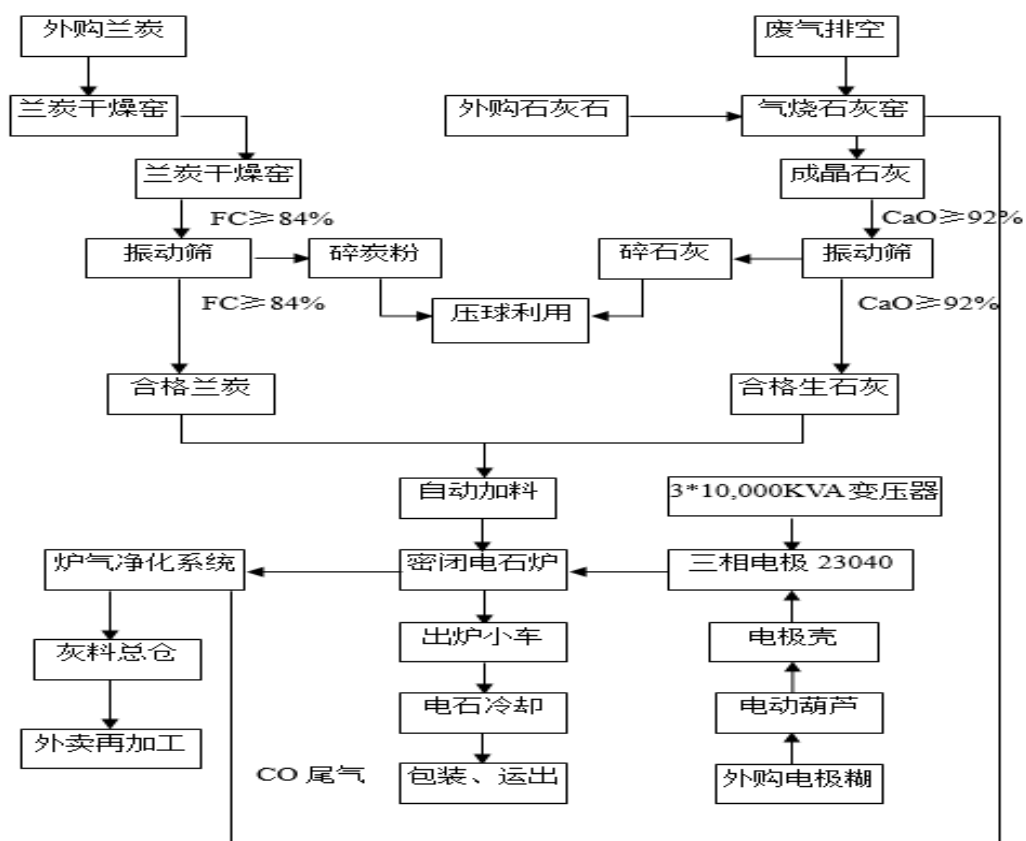 外购兰炭
废气排空
兰炭干燥窑
外购石灰石
气烧石灰窑
兰炭干燥窑
成晶石灰
FC≥84%
CaO≥92%
振动筛
碎炭粉
碎石灰
振动筛
FC≥84%
CaO≥92%
压球利用
合格兰炭
合格生石灰
自动加料
3*10,000KVA 变压器
炉气净化系统
密闭电石炉
三相电极 23040
灰料总仓
出炉小车
电极壳
电石冷却
电动葫芦
外卖再加工
CO 尾气
包装、运出
外购电极糊